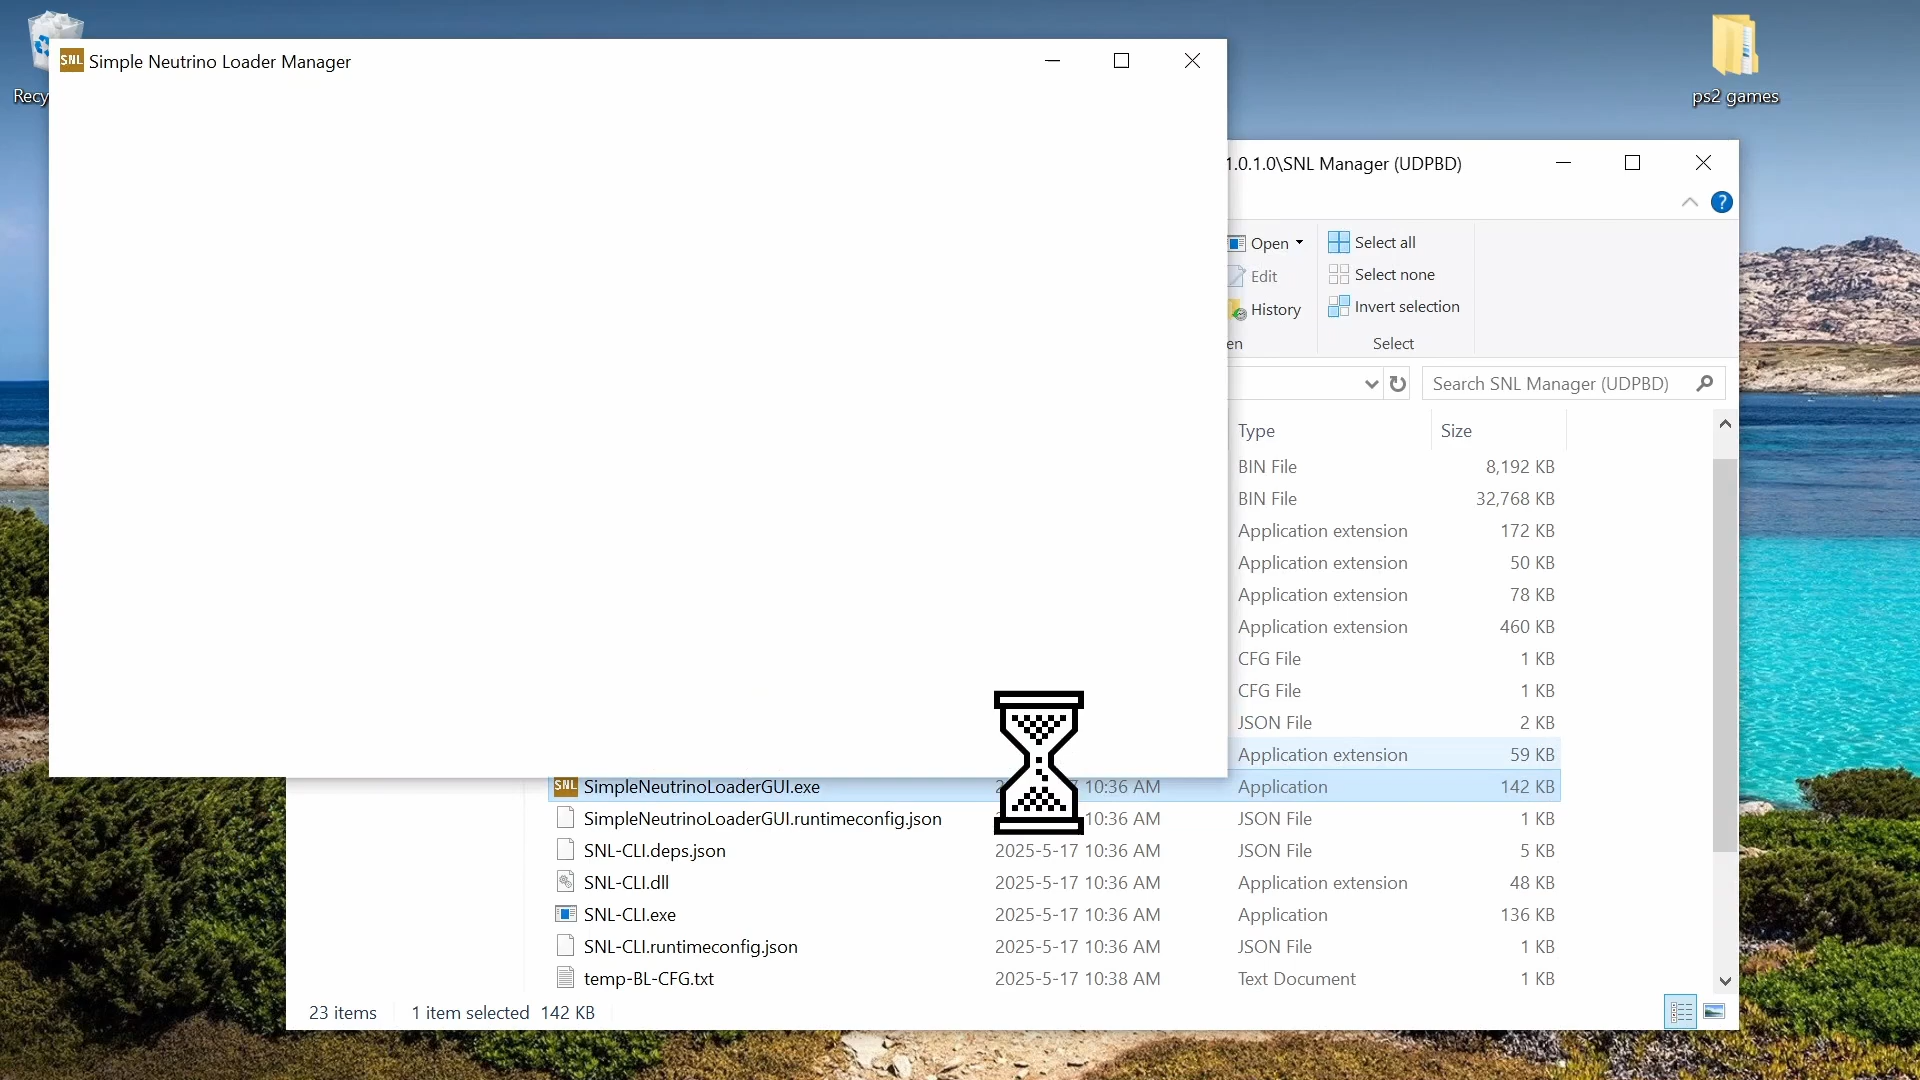 Recy
SNL Simple Neutrino Loader Manager
ps2 games
1.0.1.0\SNL Manager (UDPBD)
?
Open
Select all
Edit
Select none
History
Invert selection
en
Select
Search SNL Manager (UDPBD)
Type Size
BIN File 8,192 KB
BIN File 32,768 KB
Application extension 172 KB
Application extension 50 KB
Application extension 78 KB
Application extension 460 KB
CFG File 1 KB
CFG File 1 KB
JSON File 2 KB
Application extension 59 KB
SNL SimpleNeutrinoLoaderGUI.exe 2 10:36 AM Application 142 KB
SimpleNeutrinoLoaderGUI.runtimeconfig.json 10:36 AM JSON File 1 KB
SNL-CLI.deps.json 2025-5-17 10:36 AM JSON File 5 KB
SNL-CLI.dll 2025-5-17 10:36 AM Application extension 48 KB
SNL-CLI.exe 2025-5-17 10:36 AM Application 136 KB
SNL-CLI.runtimeconfig.json 2025-5-17 10:36 AM JSON File 1 KB
temp-BL-CFG.txt 2025-5-17 10:38 AM Text Document 1 KB
23 items 1 item selected 142 KB